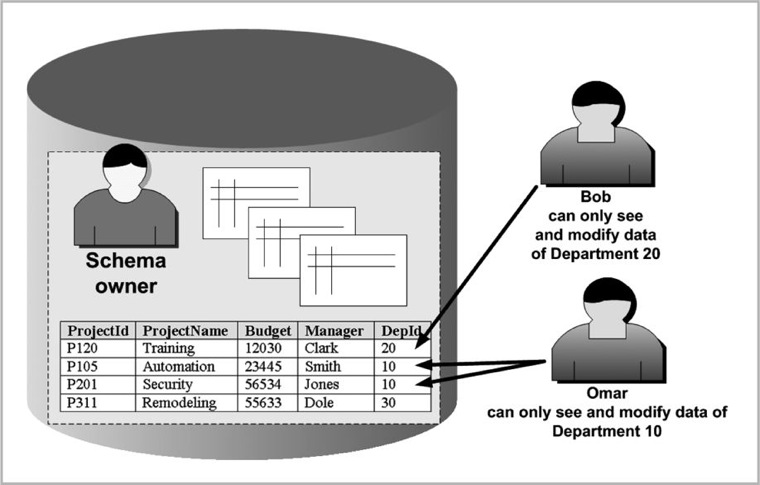 Schema
owner
ProjectId ProjectName Budget Manager DepId
P120 Training 12030 Clark 20
P105 Automation 23445 Smith 10
P201 Security 56534 Jones 10
P311 Remodeling 55633 Dole 30
Bob
can only see
and modify data
of Department 20
Omar
can only see and modify data of
Department 10